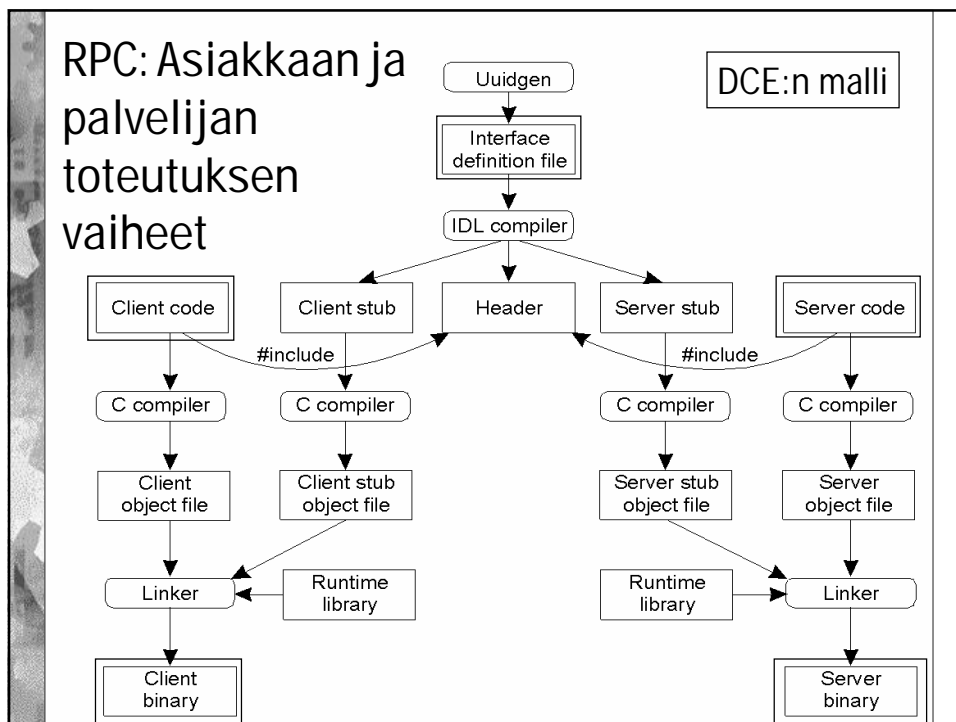 RPC: Asiakkaan ja
palvelijan
toteutuksen
vaiheet
DCE:n malli
Uuidgen
Interface
definition file
IDL compiler
Client code
Client stub
Header
Server stub
Server code
#include
#include
C compiler
C compiler
C compiler
C compiler
Client
object file
Client stub
object file
Server stub
object file
Server
object file
Linker
Runtime
library
Runtime
library
Linker
Client
binary
Server
binary